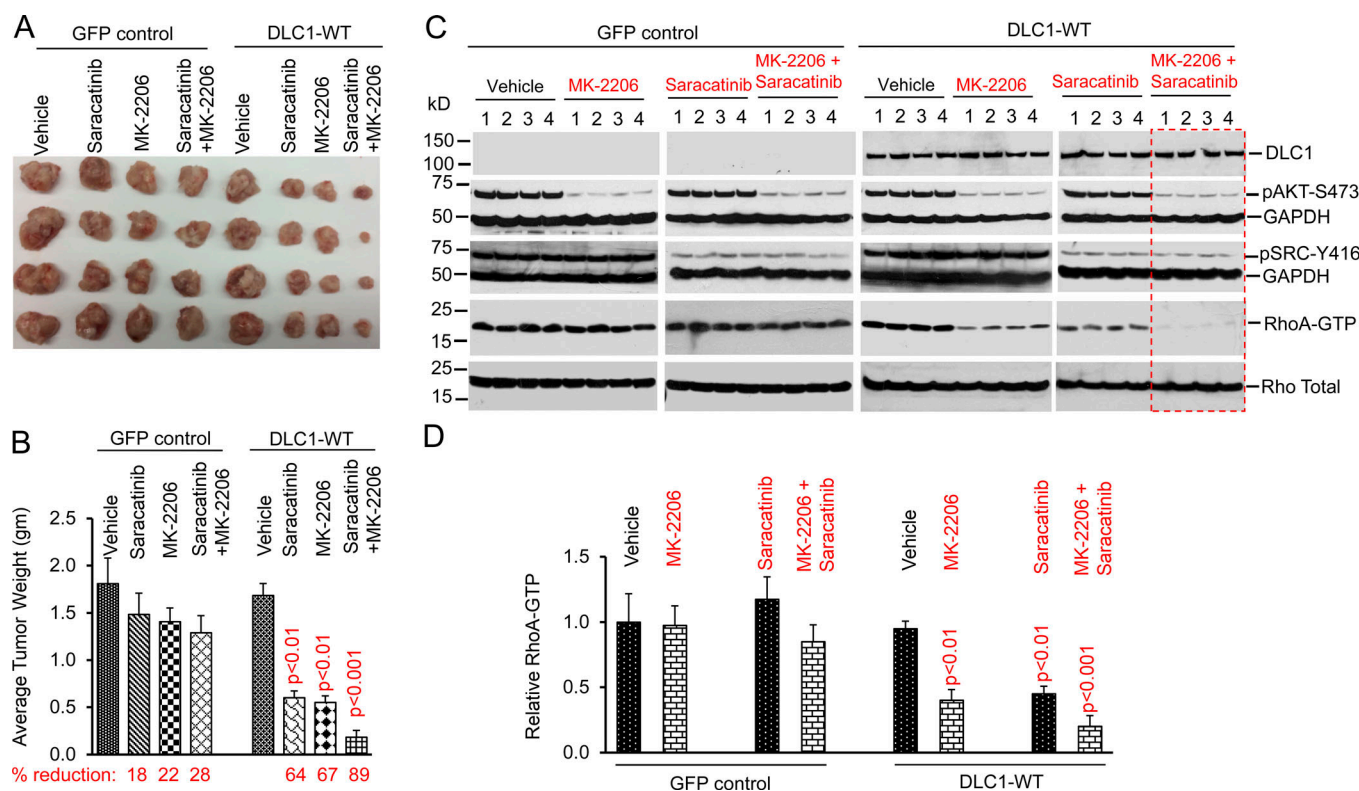 A
GFP control
DLC1-WT
Vehicle
Saracatinib
MK-2206
Saracatinib
+MK-2206
Vehicle
Saracatinib
MK-2206
Saracatinib
+MK-2206
B
GFP control
DLC1-WT
Vehicle
Saracatinib
MK-2206
Saracatinib
+MK-2206
Vehicle
Saracatinib
MK-2206
Saracatinib
+MK-2206
Average Tumor Weight (gm)
2.5
2.0
1.5
1.0
0.5
0.0
p<0.01
p<0.01
p<0.001
% reduction: 18 22 28 64 67 89
C
GFP control
DLC1-WT
Vehicle
MK-2206
Saracatinib
MK-2206 +
Saracatinib
Vehicle
MK-2206
Saracatinib
MK-2206 +
Saracatinib
kD
1 2 3 4 1 2 3 4 1 2 3 4 1 2 3 4 1 2 3 4 1 2 3 4 1 2 3 4 1 2 3 4
150
100
DLC1
75
pAKT-S473
50
GAPDH
75
pSRC-Y416
50
GAPDH
25
RhoA-GTP
15
25
Rho Total
15
D
Vehicle
MK-2206
Saracatinib
MK-2206 +
Saracatinib
Vehicle
MK-2206
Saracatinib
MK-2206 +
Saracatinib
Relative RhoA-GTP
1.5
1.0
0.5
0.0
p<0.01
p<0.01
p<0.001
GFP control
DLC1-WT